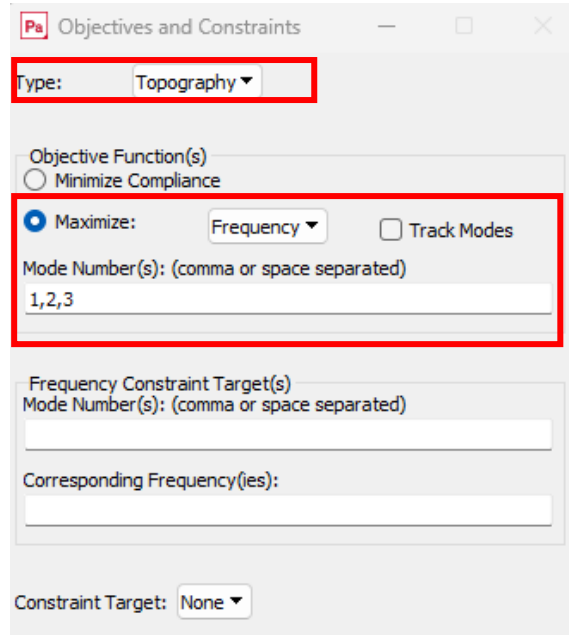 Pa Objectives and Constraints
Type: Topography
Objective Function(s)
Minimize Compliance
Maximize: Frequency Track Modes
Mode Number(s): (comma or space separated)
1,2,3
Frequency Constraint Target(s)
Mode Number(s): (comma or space separated)
Corresponding Frequency(ies):
Constraint Target: None